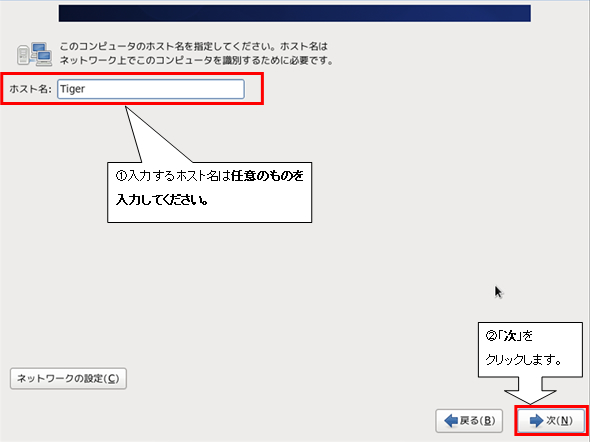 このコンピュータのホスト名を指定してください。ホスト名は
ネットワーク上でこのコンピュータを識別するために必要です。
ホスト名: Tiger
①入力するホスト名は任意のものを
入力してください。
②「次」を
クリックします。
ネットワークの設定(C)
戻る(B)
次(N)